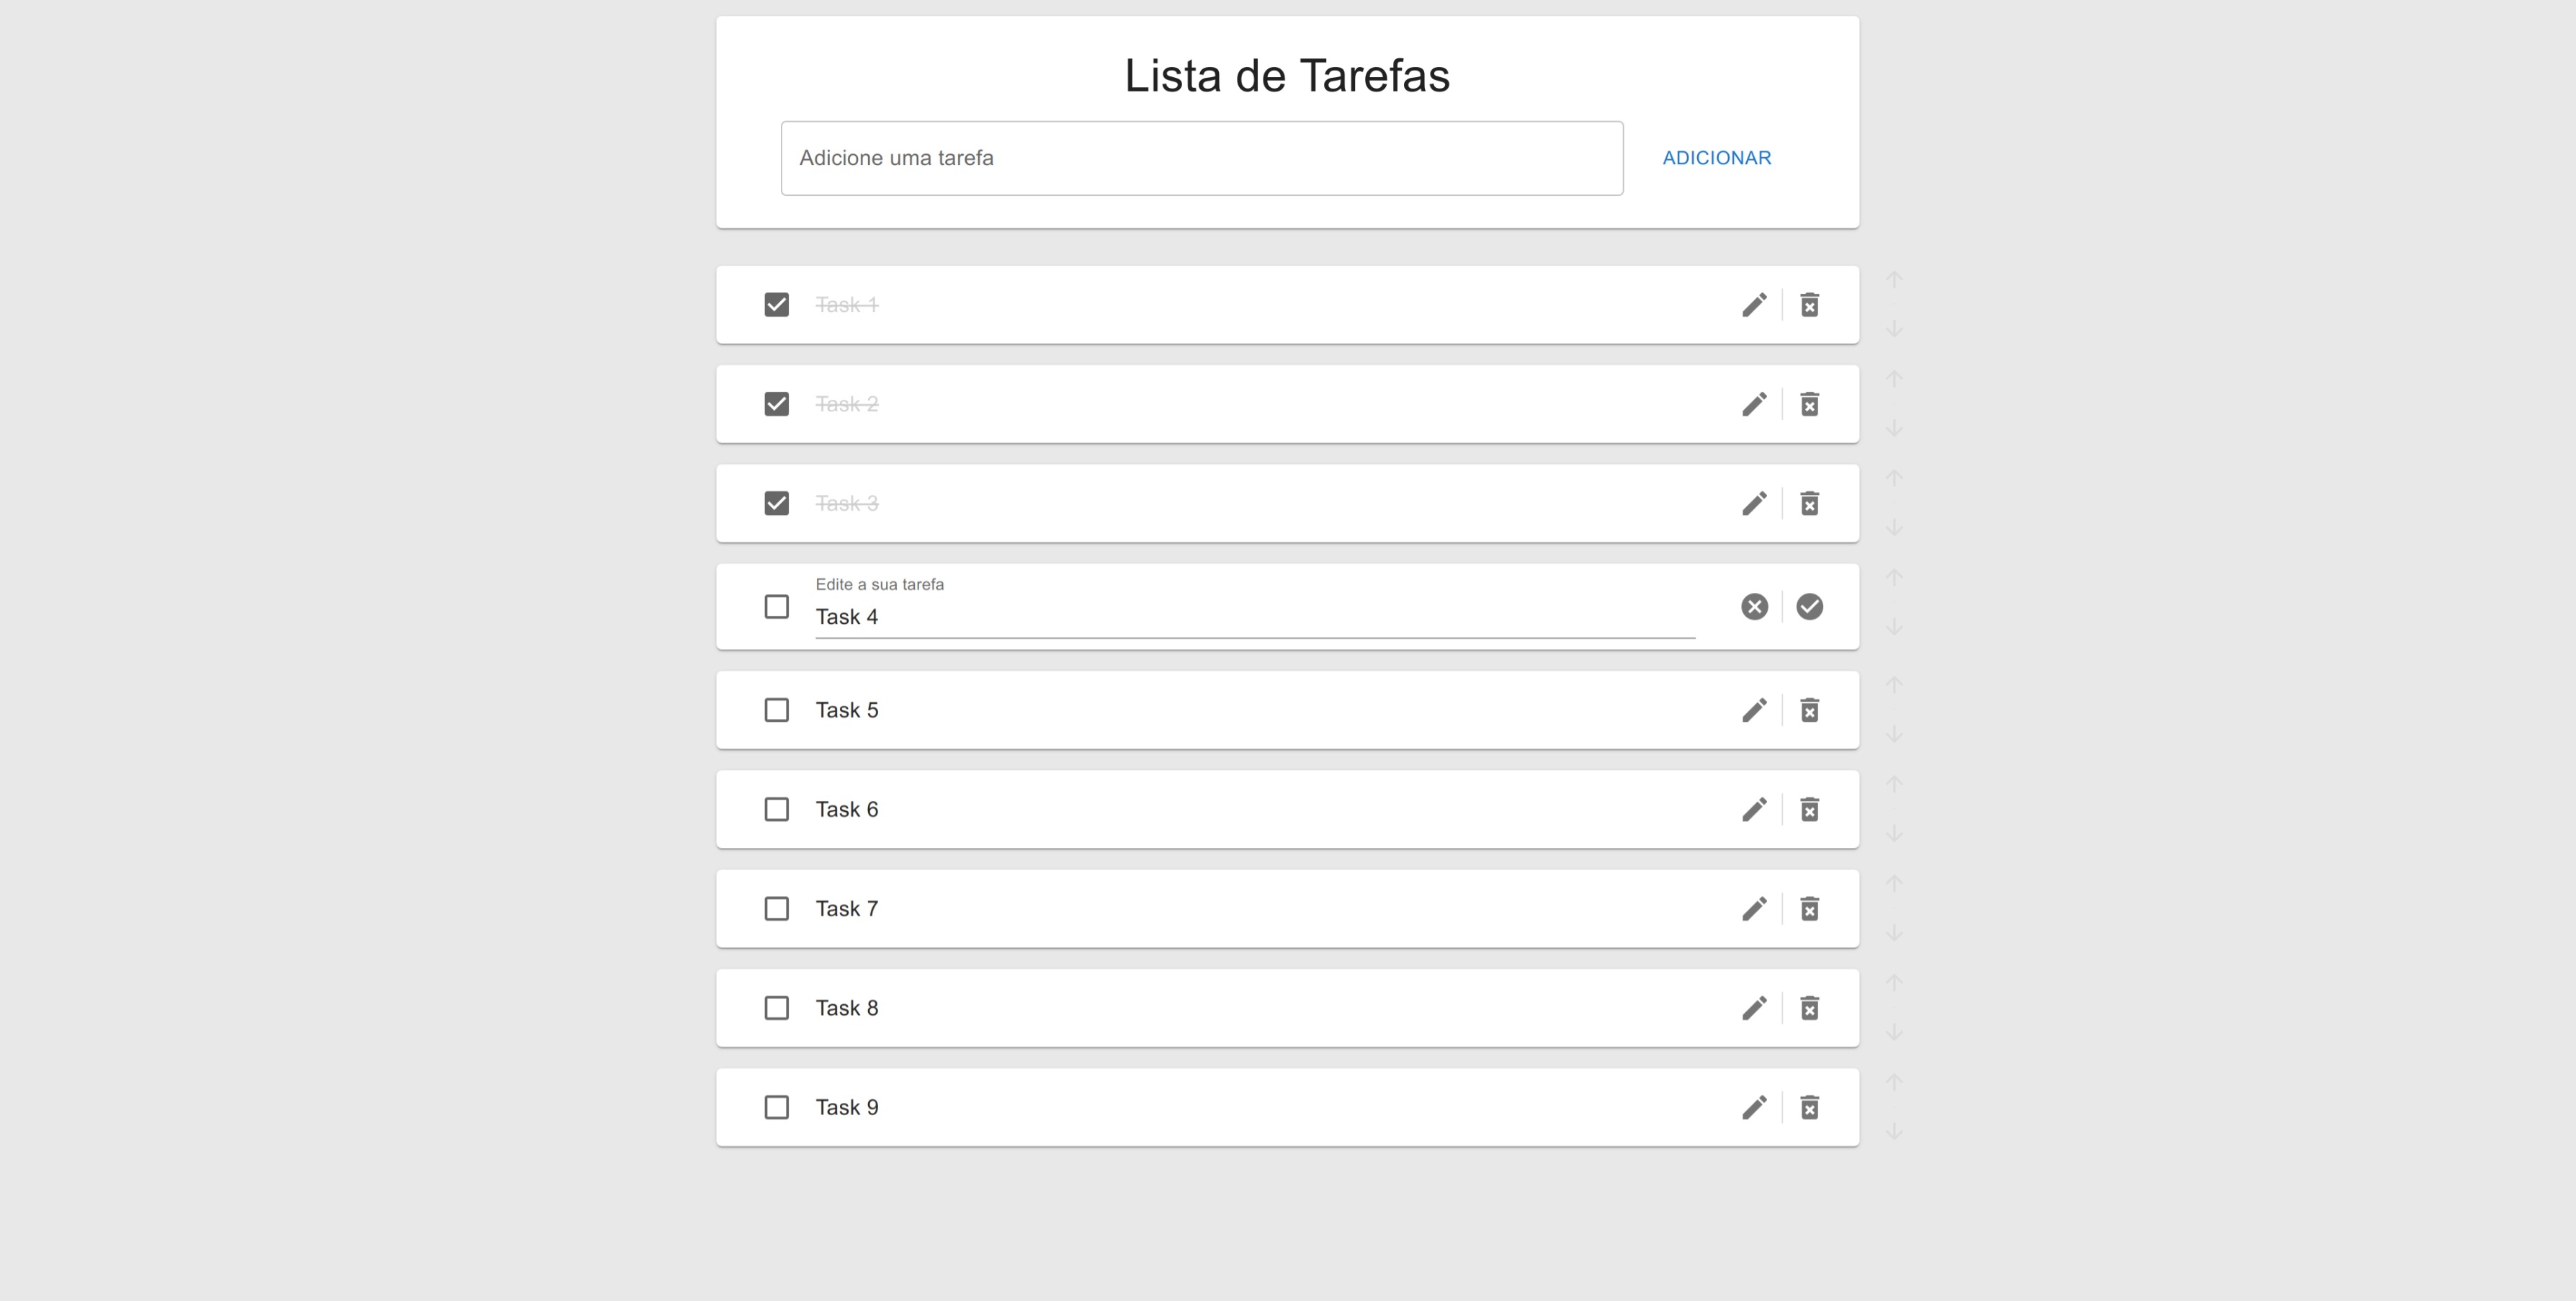 Lista de Tarefas
Adicione uma tarefa
ADICIONAR
Task 1
Task 2
Task 3
Edite a sua tarefa
Task 4
Task 5
Task 6
Task 7
Task 8
Task 9